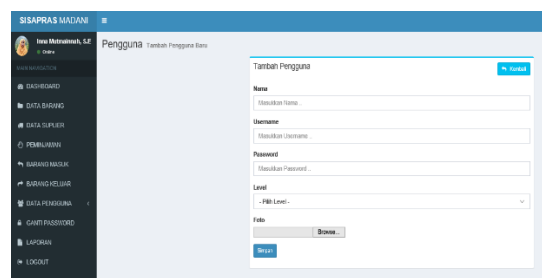 SISAPRAS MADANI
Innu Mutmainnah, S.E
Online
MAIN NAVIGATION
DASHBOARD
DATA BARANG
DATA SUPLIER
PEMINJAMAN
BARANG MASUK
BARANG KELUAR
DATA PENGGUNA
GANTI PASSWORD
LAPORAN
LOGOUT
Pengguna Tambah Pengguna Baru
Tambah Pengguna
Kembali
Nama
Masukkan Nama ..
Username
Masukkan Username ..
Password
Masukkan Password ..
Level
- Pilih Level -
Foto
Browse...
Simpan